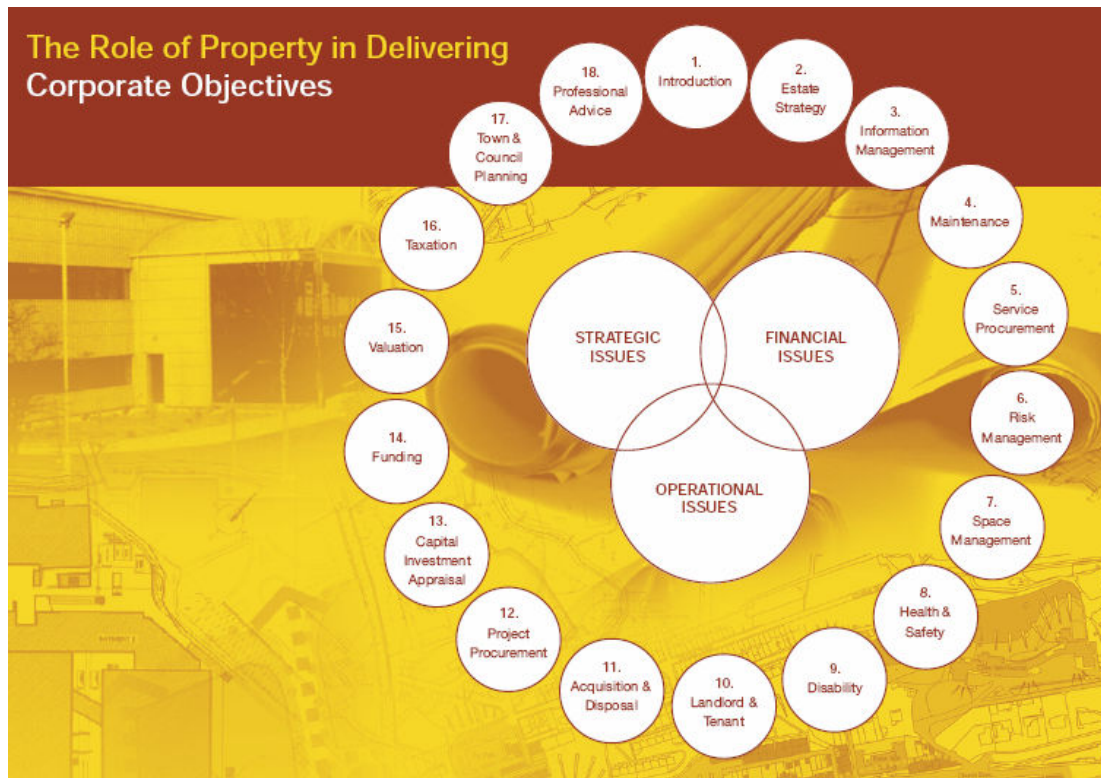 The Role of Property in Delivering
Corporate Objectives
1.
Introduction
2.
Estate
Strategy
3.
Information
Management
4.
Maintenance
5.
Service
Procurement
6.
Risk
Management
7.
Space
Management
8.
Health &
Safety
9.
Disability
10.
Landlord &
Tenant
11.
Acquisition &
Disposal
12.
Project
Procurement
13.
Capital
Investment
Appraisal
14.
Funding
15.
Valuation
16.
Taxation
17.
Town &
Council
Planning
18.
Professional
Advice
STRATEGIC
ISSUES
FINANCIAL
ISSUES
OPERATIONAL
ISSUES